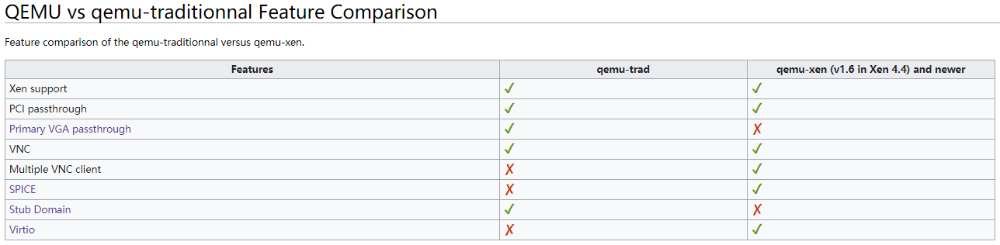 QEMU vs qemu-traditionnal Feature Comparison
Feature comparison of the qemu-traditionnal versus qemu-xen.
Features qemu-trad qemu-xen (v1.6 in Xen 4.4) and newer
Xen support ✓ ✓
PCI passthrough ✓ ✓
Primary VGA passthrough ✓ ✗
VNC ✓ ✓
Multiple VNC client ✗ ✓
SPICE ✗ ✓
Stub Domain ✓ ✗
Virtio ✗ ✓